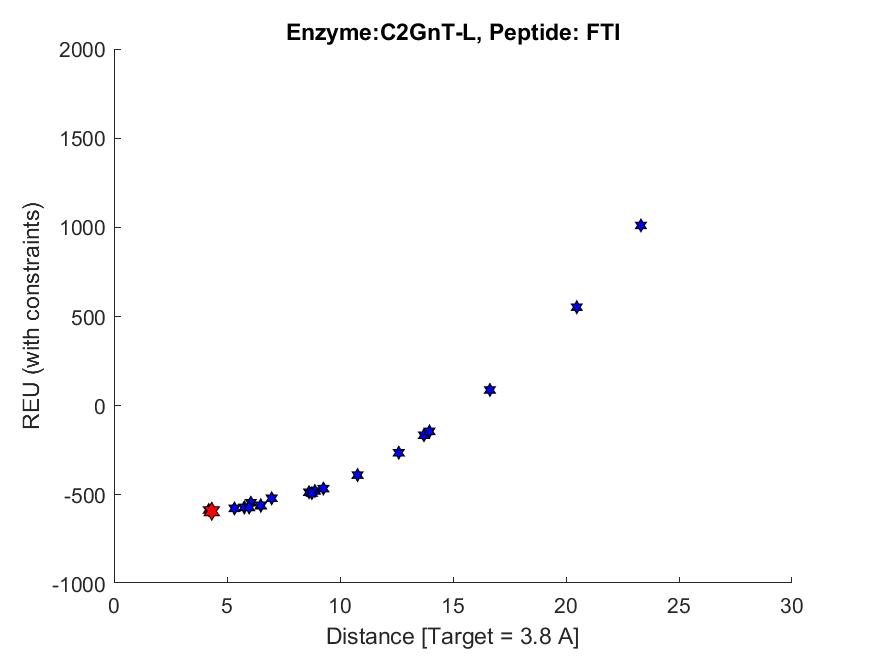 Enzyme:C2GnT-L, Peptide: FTI
2000
1500
1000
500
0
-500
-1000
REU (with constraints)
0 5 10 15 20 25 30
Distance [Target = 3.8 A]